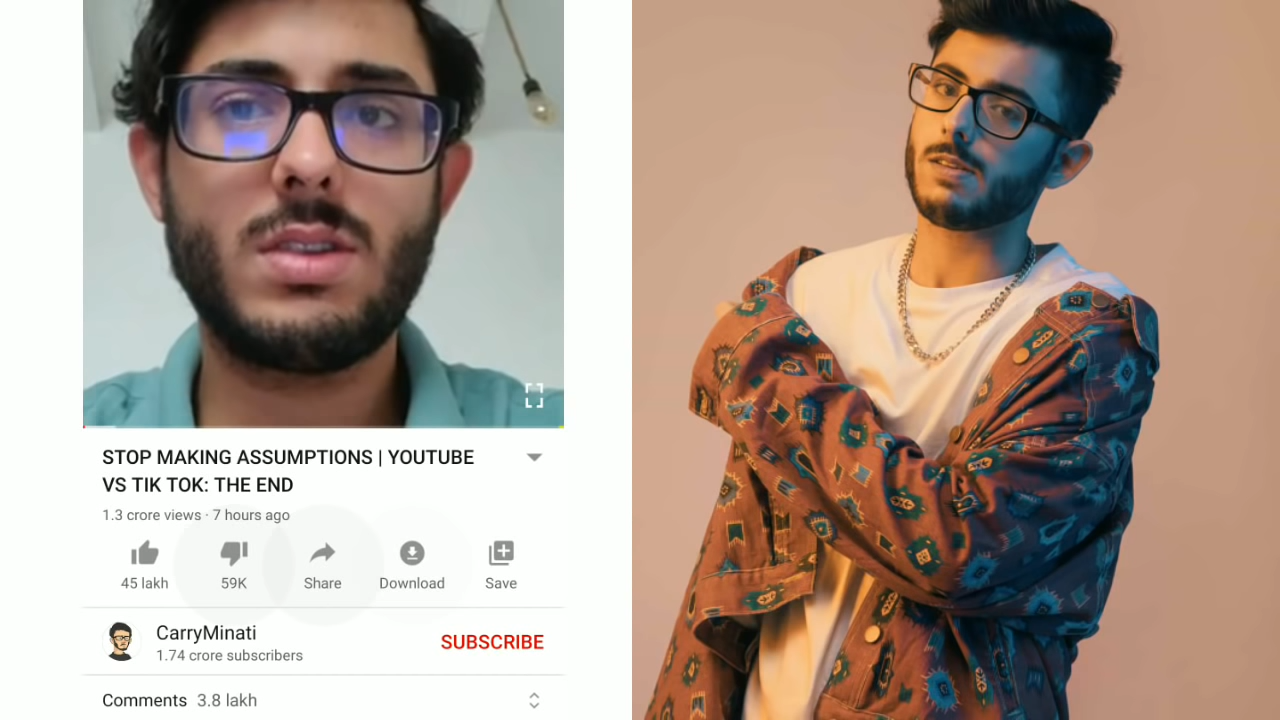 STOP MAKING ASSUMPTIONS | YOUTUBE
VS TIK TOK: THE END
1.3 crore views · 7 hours ago
45 lakh
59K
Share
Download
Save
CarryMinati
1.74 crore subscribers
SUBSCRIBE
Comments 3.8 lakh